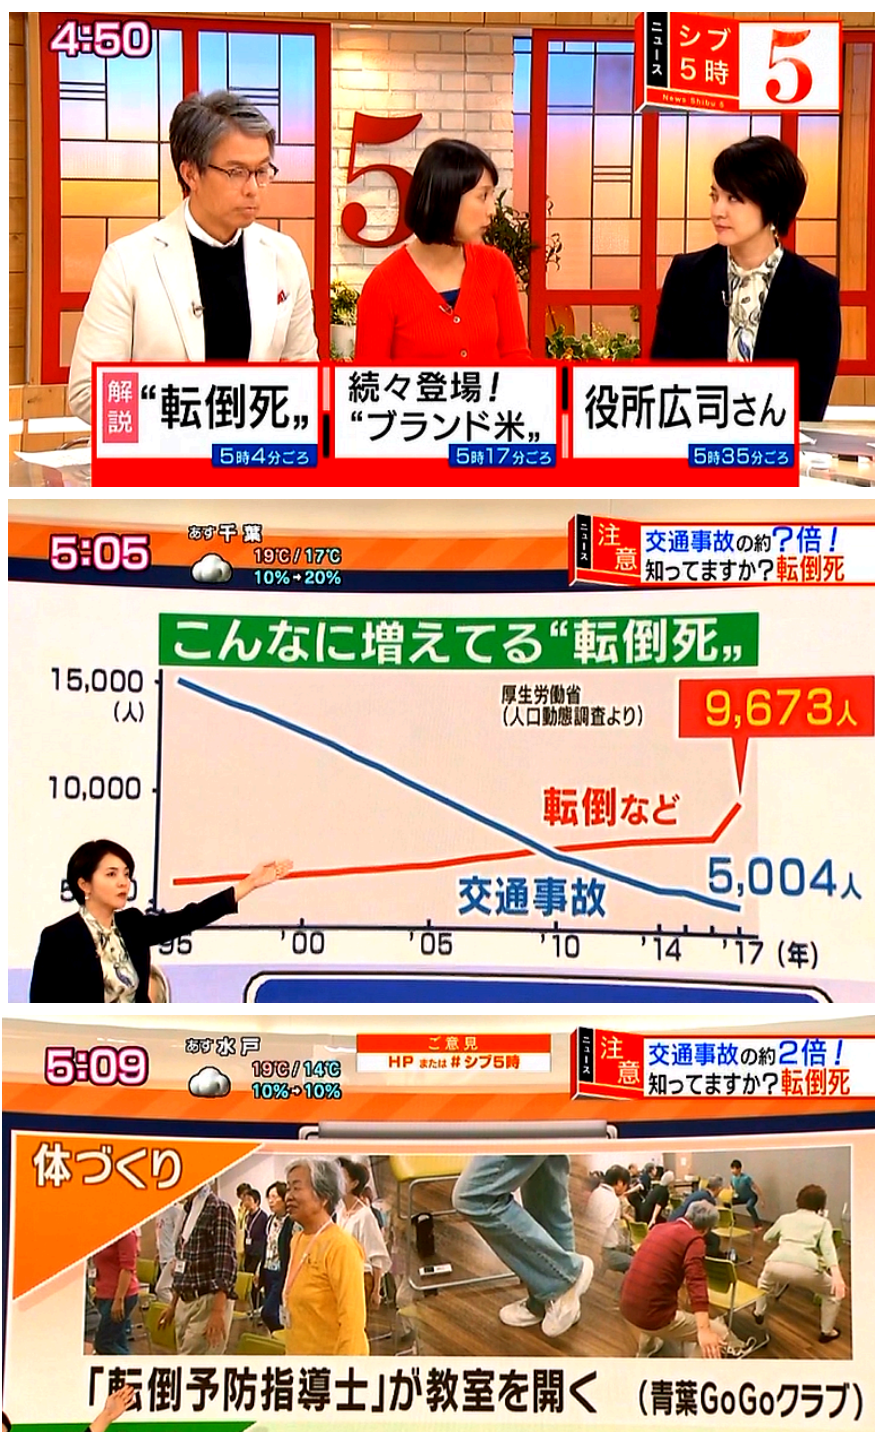 4:50
ニュース
シブ
5時
5
News Shibu 5
5
解説
“転倒死„
5時4分ごろ
続々登場!
“ブランド米„
5時17分ごろ
役所広司さん
5時35分ごろ
5:05
あす千葉
19℃/17℃
10%→20%
ニュース
注意
交通事故の約?倍!
知ってますか?転倒死
こんなに増えてる“転倒死„
15,000
(人)
厚生労働省
(人口動態調査より)
9,673人
10,000
転倒など
5,004人
交通事故
'00
'05
'10
'14
'17
(年)
5:09
あす水戸
19℃/14℃
10%→10%
ご意見
HP または #シブ5時
ニュース
注意
交通事故の約2倍!
知ってますか?転倒死
体づくり
「転倒予防指導士」が教室を開く
(青葉GoGoクラブ)